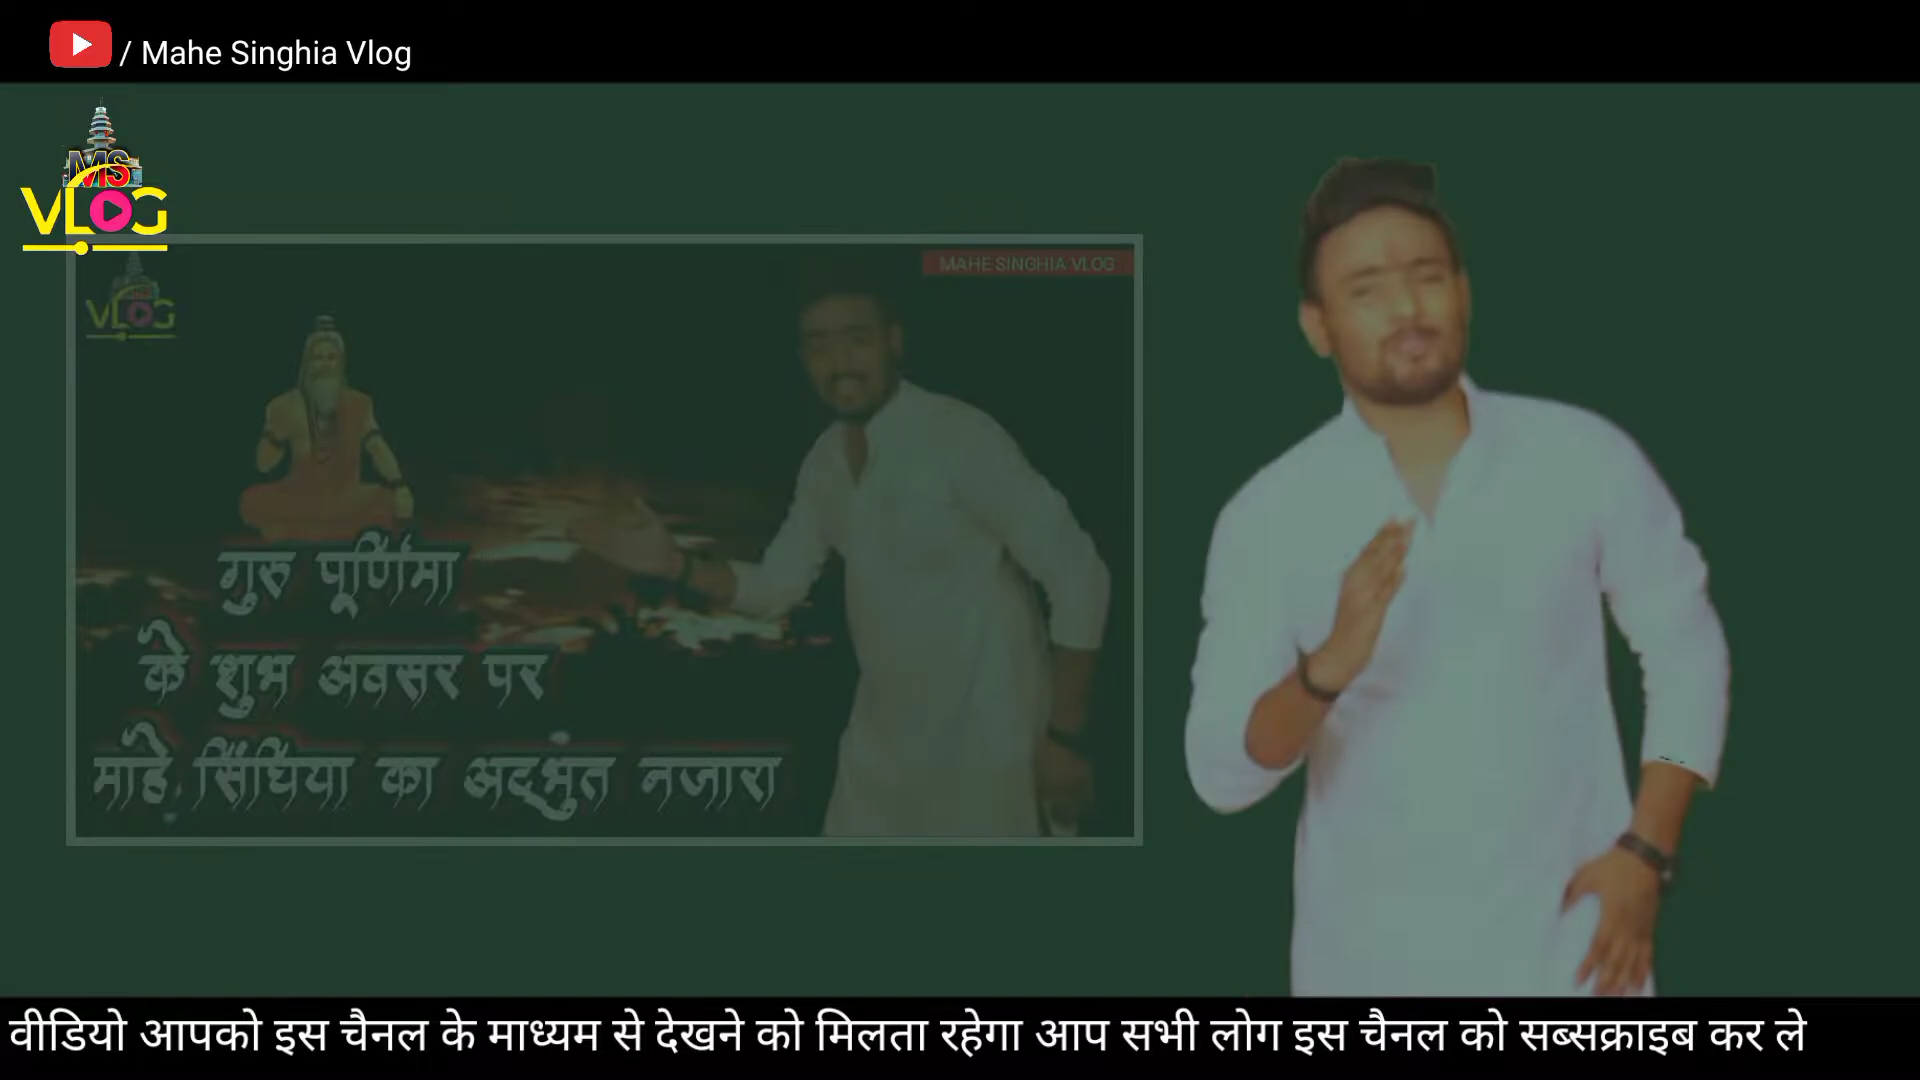 / Mahe Singhia Vlog
MS
VLOG
MAHE SINGHIA VLOG
VLOG
गुरु पूर्णिमा
के शुभ अवसर पर
माहे सिंघिया का अद्भुत नजारा
वीडियो आपको इस चैनल के माध्यम से देखने को मिलता रहेगा आप सभी लोग इस चैनल को सब्सक्राइब कर ले